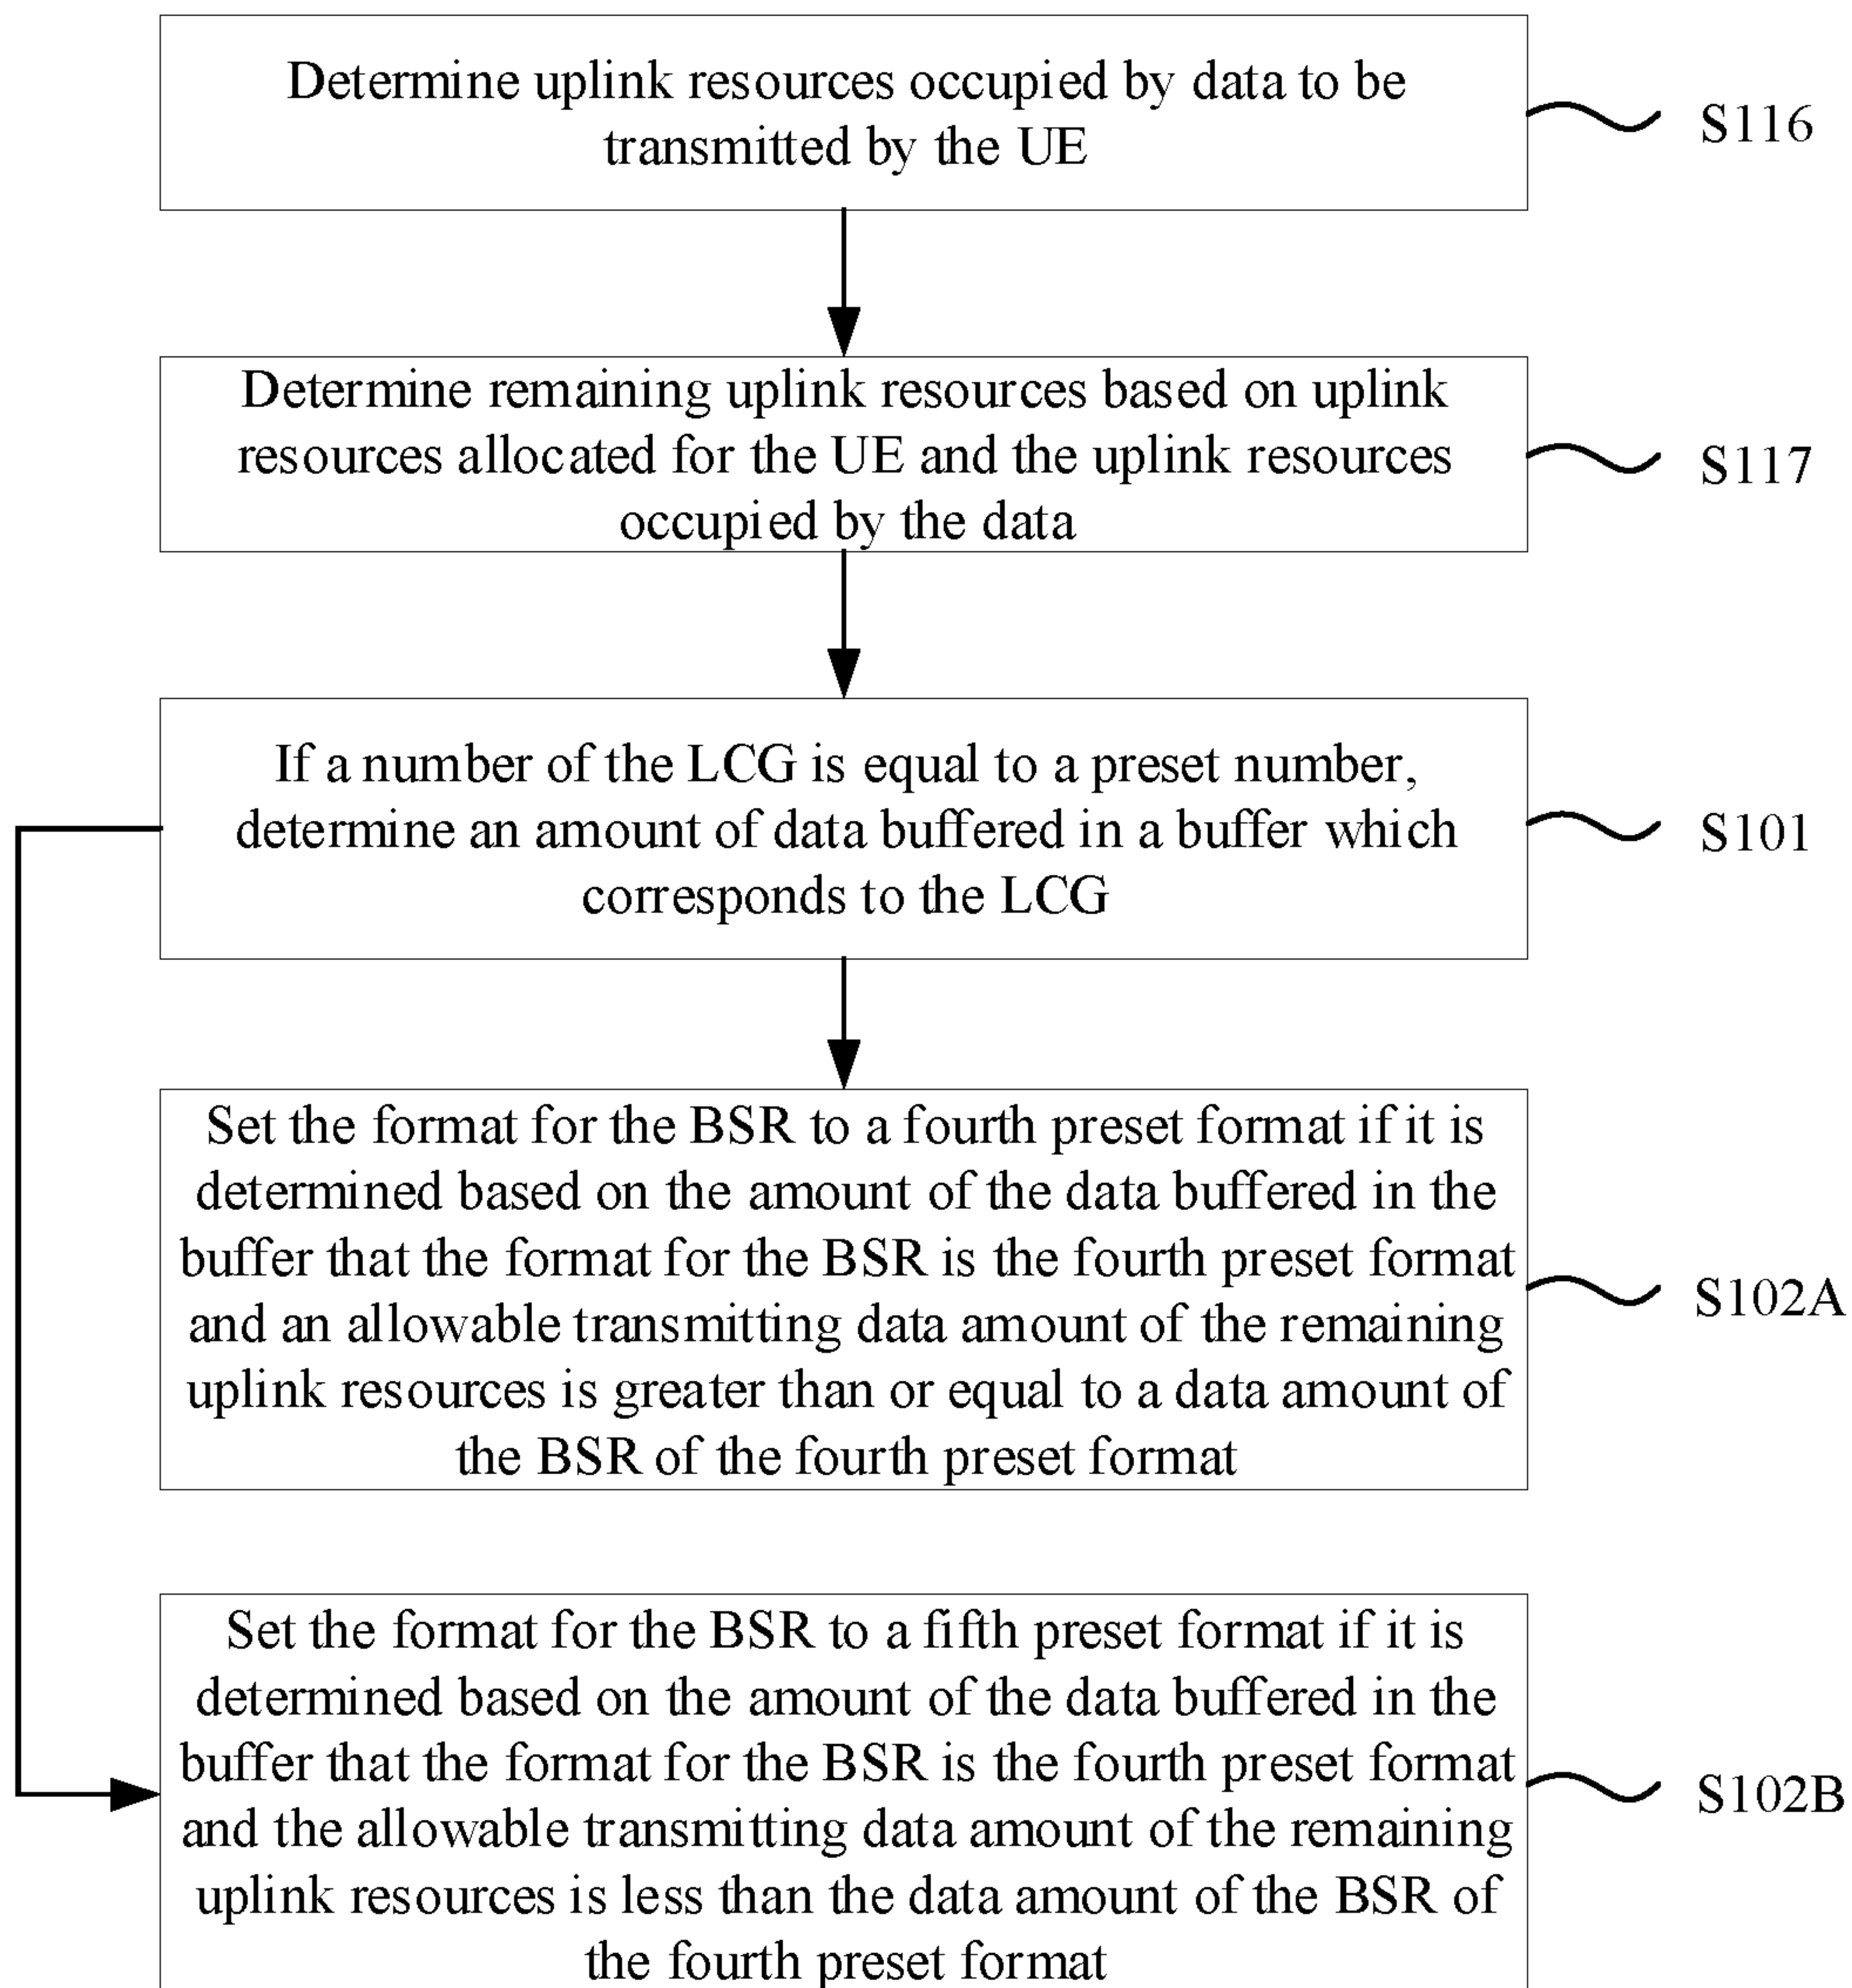 Determine uplink resources occupied by data to be
transmitted by the UE
S116
Determine remaining uplink resources based on uplink
resources allocated for the UE and the uplink resources
occupied by the data
S117
If a number of the LCG is equal to a preset number,
determine an amount of data buffered in a buffer which
corresponds to the LCG
S101
Set the format for the BSR to a fourth preset format if it is
determined based on the amount of the data buffered in the
buffer that the format for the BSR is the fourth preset format
and an allowable transmitting data amount of the remaining
uplink resources is greater than or equal to a data amount of
the BSR of the fourth preset format
S102A
Set the format for the BSR to a fifth preset format if it is
determined based on the amount of the data buffered in the
buffer that the format for the BSR is the fourth preset format
and the allowable transmitting data amount of the remaining
uplink resources is less than the data amount of the BSR of
the fourth preset format
S102B